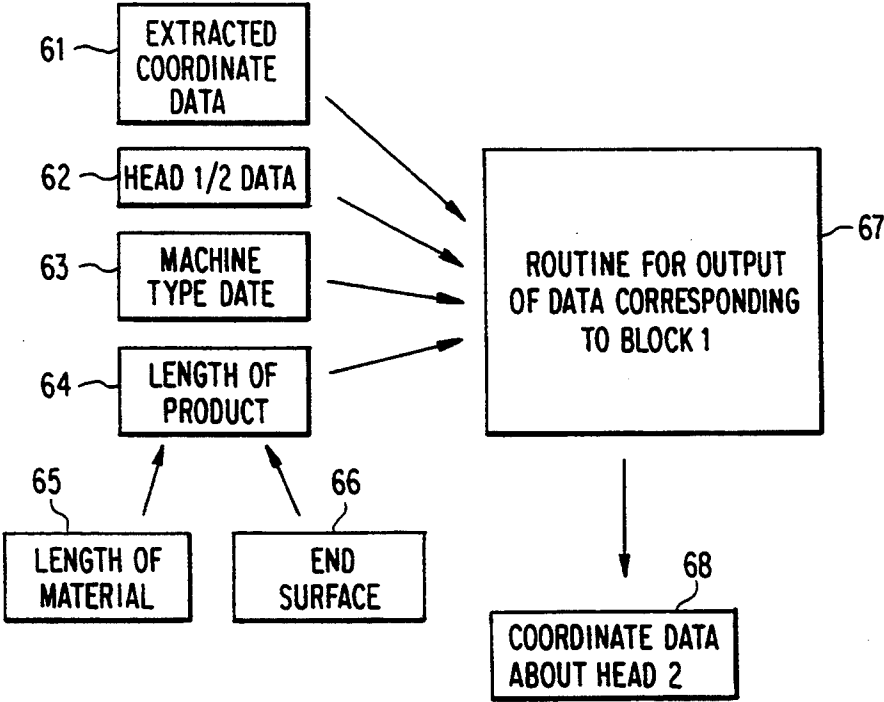 61
EXTRACTED
COORDINATE
DATA
62
HEAD 1/2 DATA
63
MACHINE
TYPE DATE
64
LENGTH OF
PRODUCT
65
LENGTH OF
MATERIAL
66
END
SURFACE
67
ROUTINE FOR OUTPUT
OF DATA CORRESPONDING
TO BLOCK 1
68
COORDINATE DATA
ABOUT HEAD 2